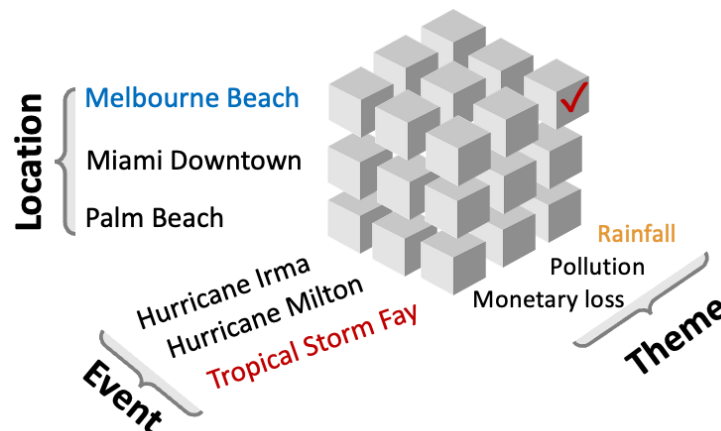 Location
Melbourne Beach
Miami Downtown
Palm Beach
Event
Hurricane Irma
Hurricane Milton
Tropical Storm Fay
Rainfall
Pollution
Monetary loss
Theme